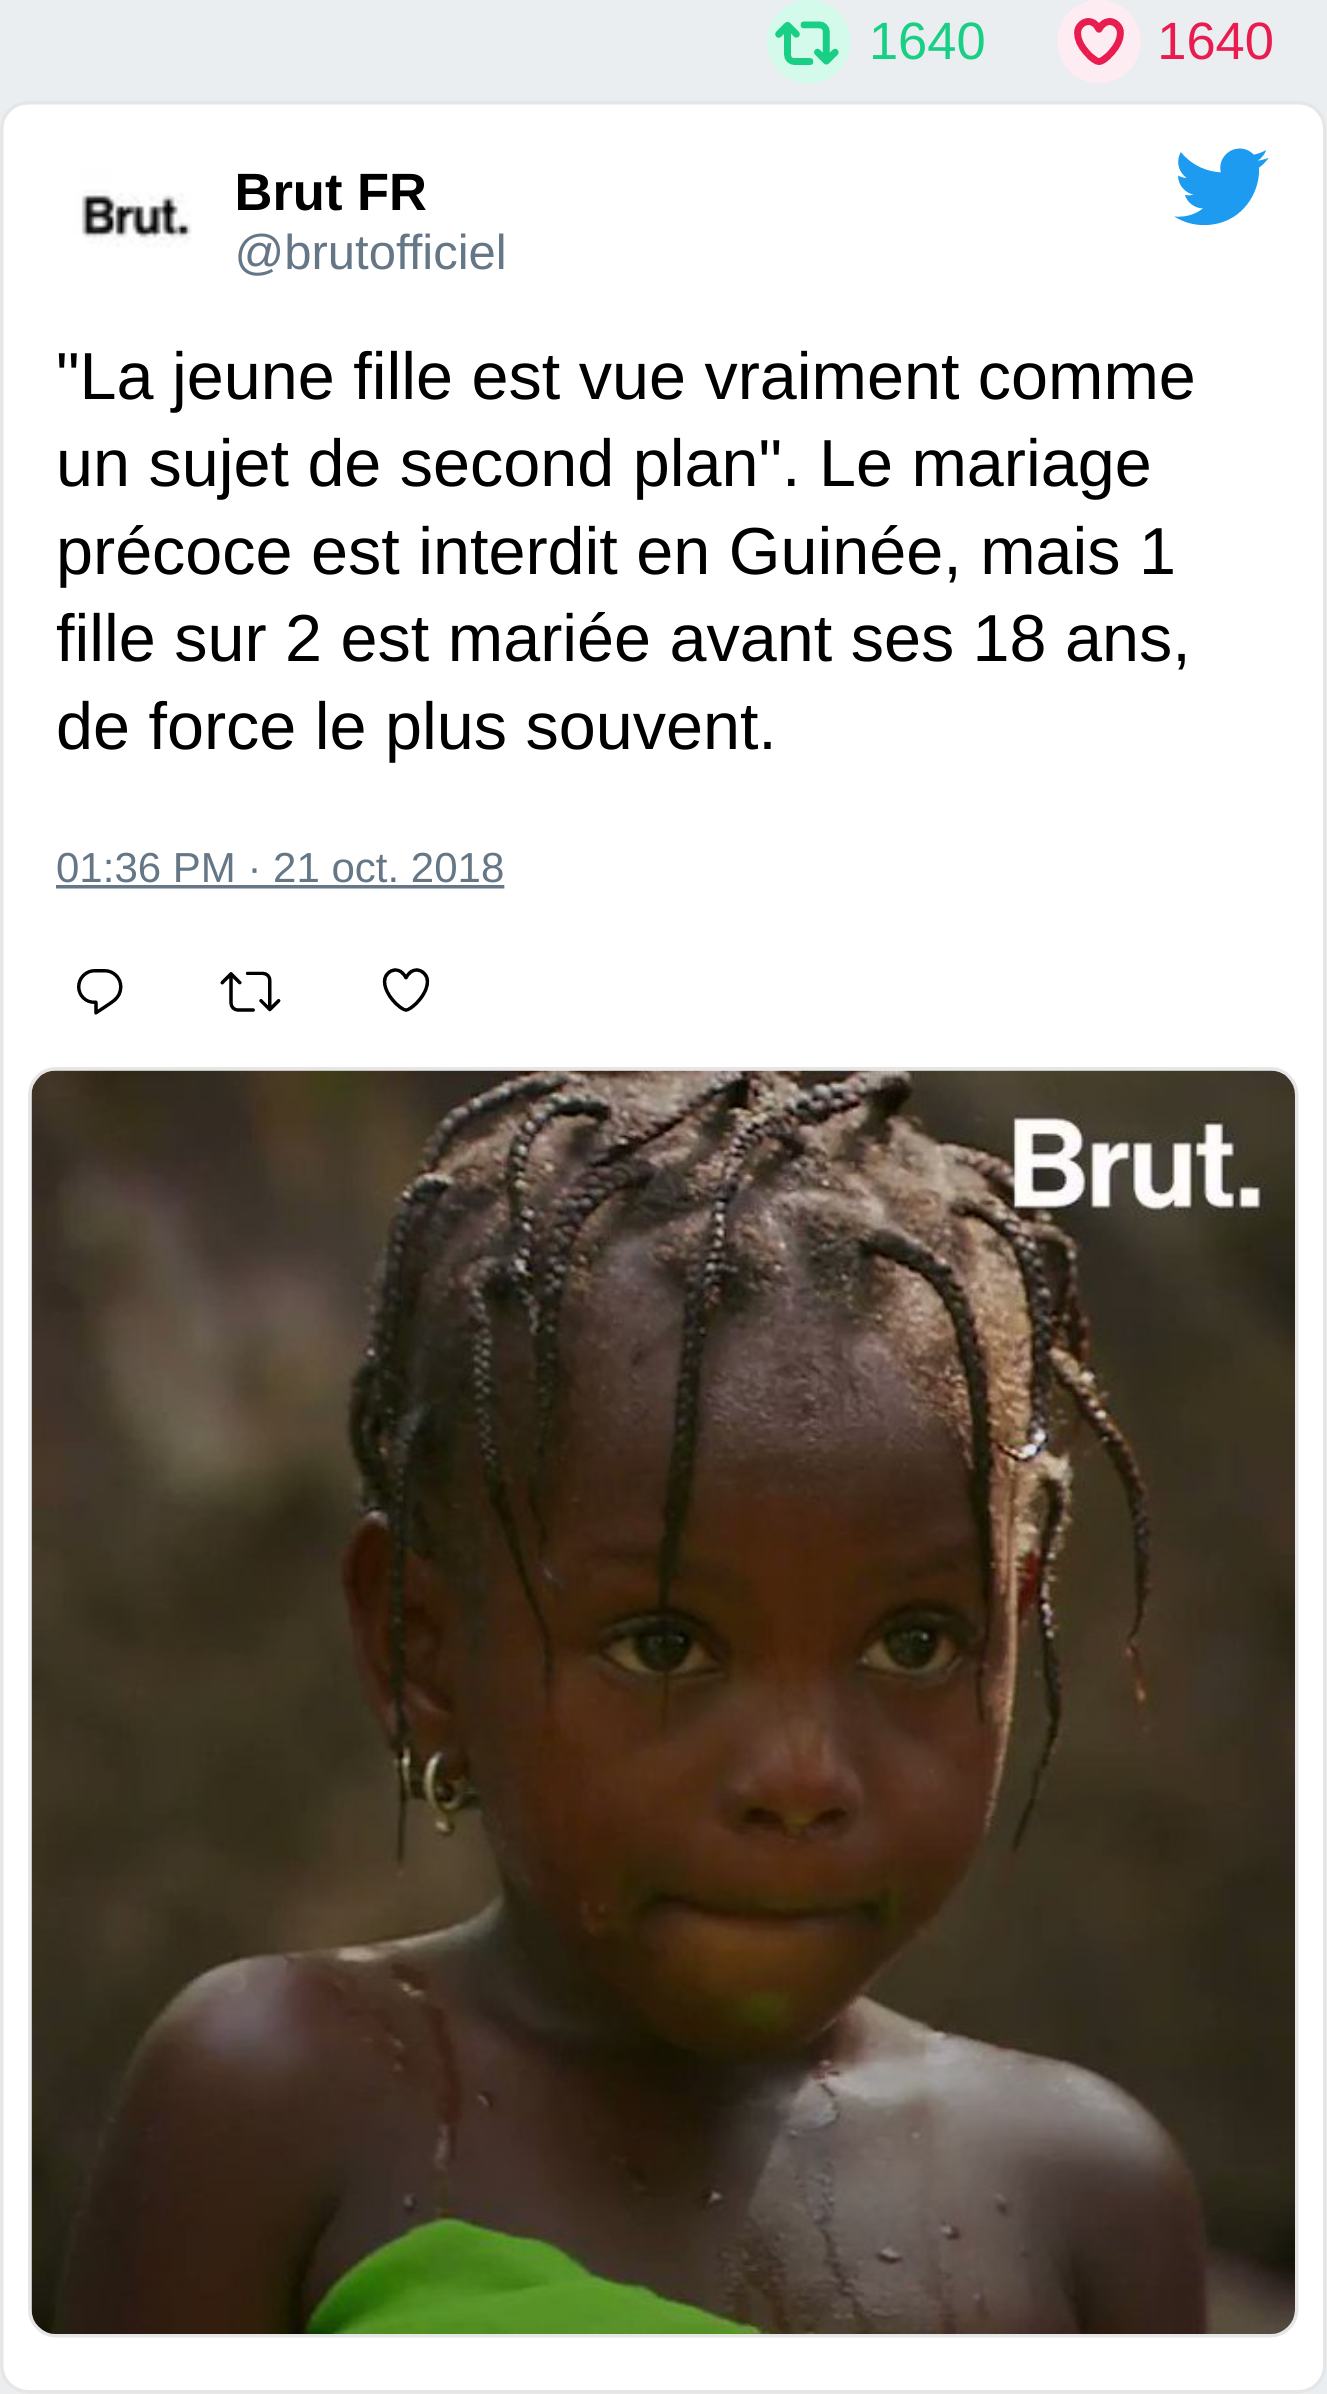 1640 1640
Brut.
Brut FR
@brutofficiel
"La jeune fille est vue vraiment comme
un sujet de second plan". Le mariage
précoce est interdit en Guinée, mais 1
fille sur 2 est mariée avant ses 18 ans,
de force le plus souvent.
01:36 PM · 21 oct. 2018
Brut.